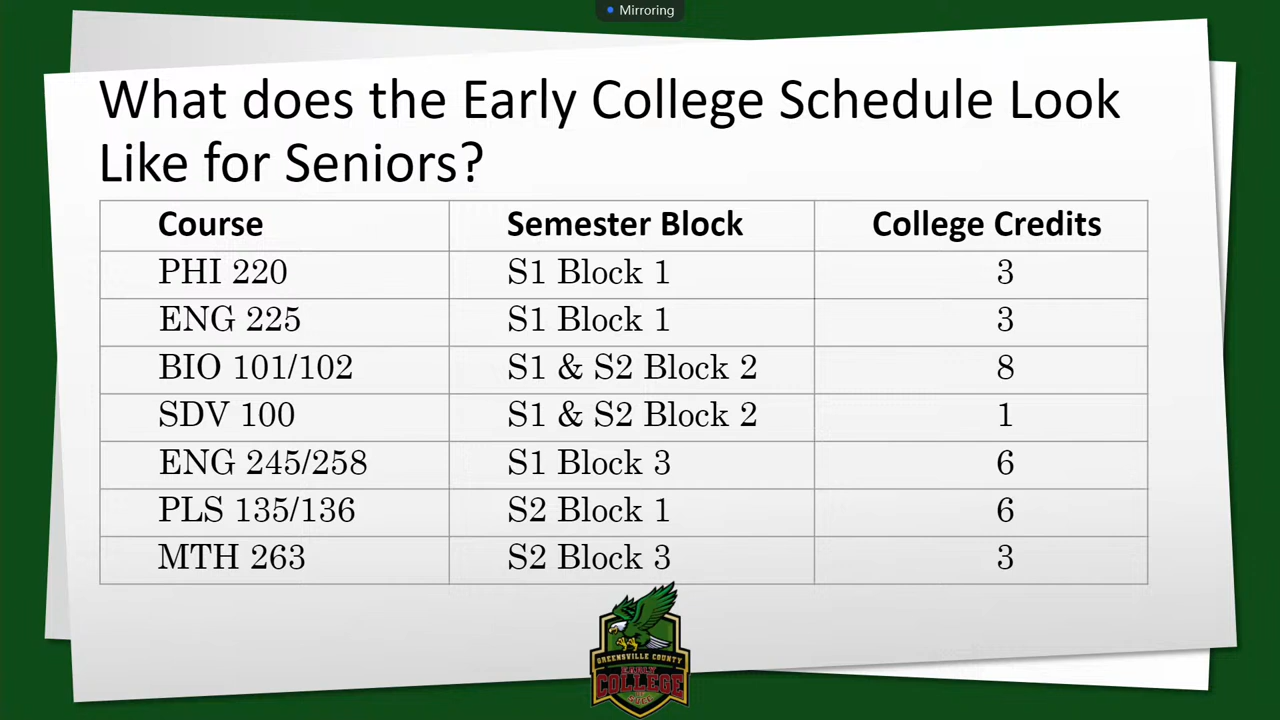 Mirroring
What does the Early College Schedule Look
Like for Seniors?
Course Semester Block College Credits
PHI 220 S1 Block 1 3
ENG 225 S1 Block 1 3
BIO 101/102 S1 & S2 Block 2 8
SDV 100 S1 & S2 Block 2 1
ENG 245/258 S1 Block 3 6
PLS 135/136 S2 Block 1 6
MTH 263 S2 Block 3 3
GREENSVILLE COUNTY
EARLY
COLLEGE